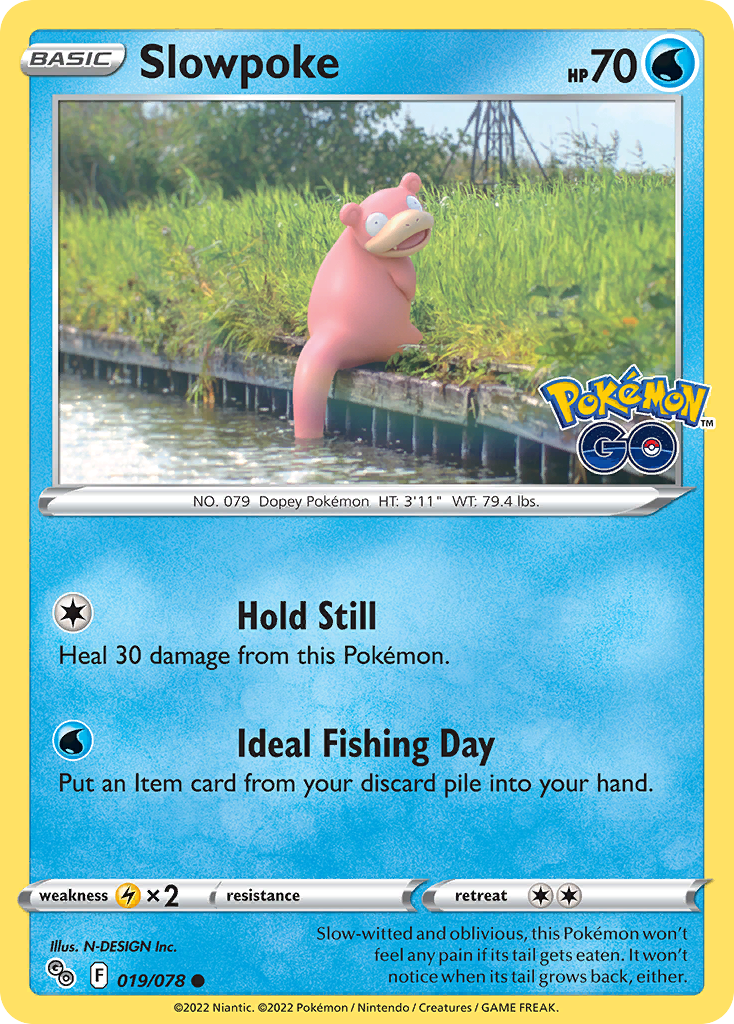 BASIC Slowpoke HP 70
Pokémon
GO ™
NO. 079 Dopey Pokémon HT: 3'11" WT: 79.4 lbs.
Hold Still
Heal 30 damage from this Pokémon.
Ideal Fishing Day
Put an Item card from your discard pile into your hand.
weakness ×2 resistance retreat
Illus. N-DESIGN Inc.
GO F 019/078
Slow-witted and oblivious, this Pokémon won't
feel any pain if its tail gets eaten. It won't
notice when its tail grows back, either.
©2022 Niantic. ©2022 Pokémon / Nintendo / Creatures / GAME FREAK.